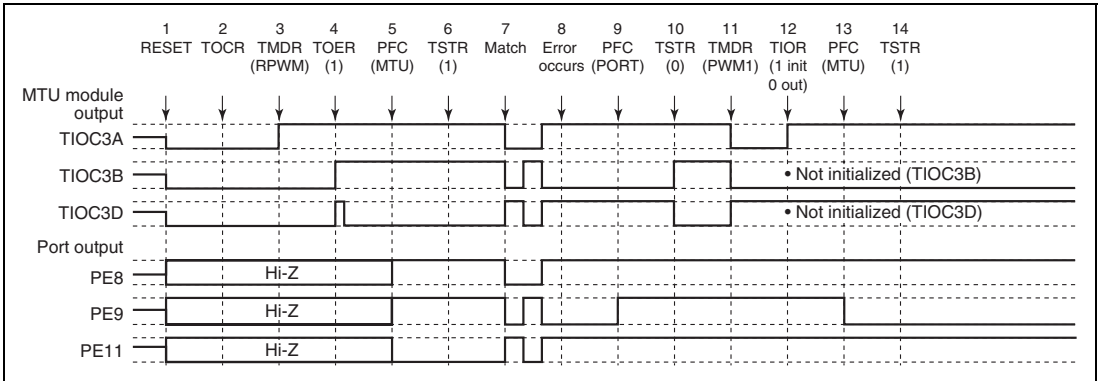 1 2 3 4 5 6 7 8 9 10 11 12 13 14
RESET TOCR TMDR TOER PFC TSTR Match Error PFC TSTR TMDR TIOR PFC TSTR
(RPWM) (1) (MTU) (1) occurs (PORT) (0) (PWM1) (1 init (MTU) (1)
0 out)
MTU module
output
TIOC3A
TIOC3B • Not initialized (TIOC3B)
TIOC3D • Not initialized (TIOC3D)
Port output
PE8 Hi-Z
PE9 Hi-Z
PE11 Hi-Z